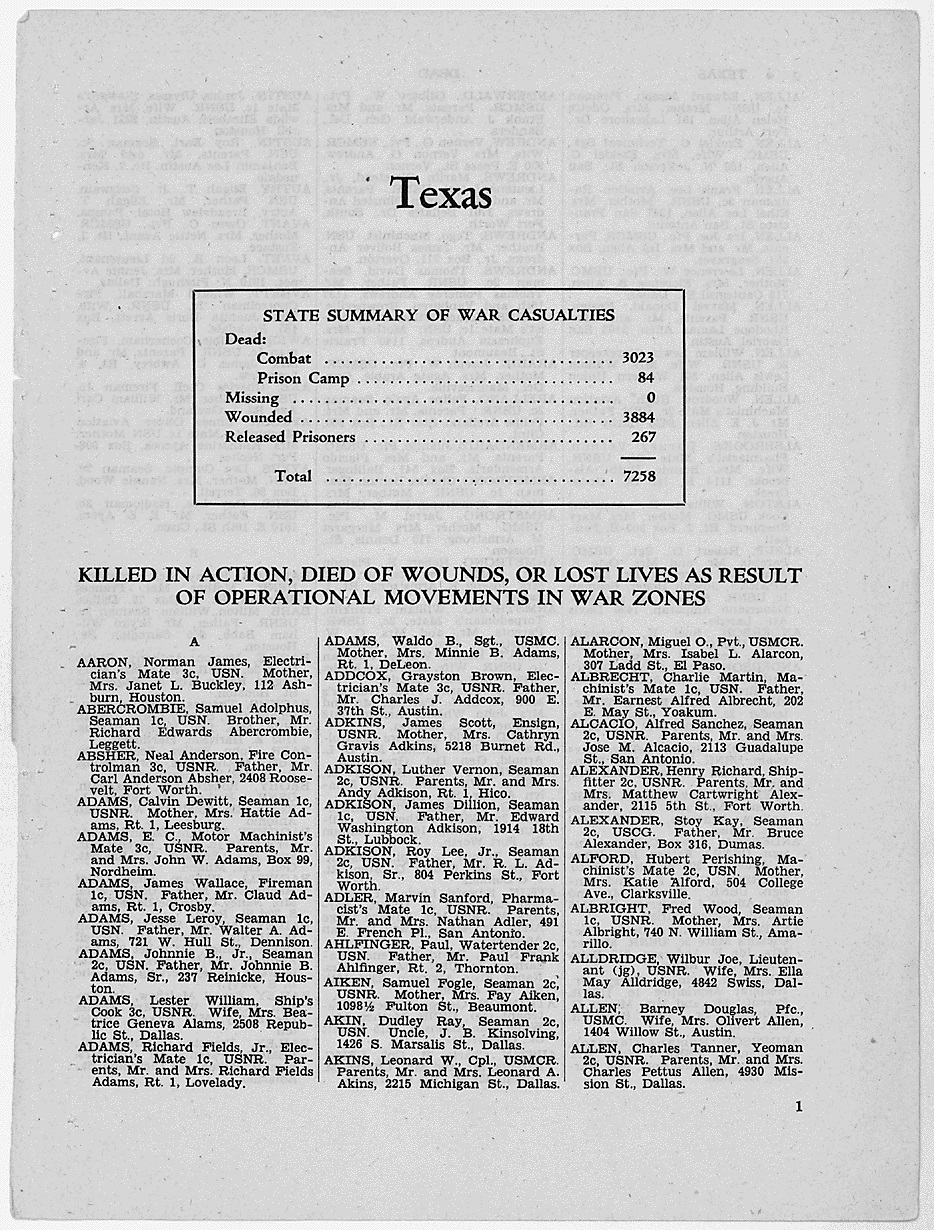 Texas
STATE SUMMARY OF WAR CASUALTIES
Dead:
Combat ................................ 3023
Prison Camp ............................ 84
Missing ................................... 0
Wounded ................................... 3884
Released Prisoners ........................... 267
Total ................................ 7258
KILLED IN ACTION, DIED OF WOUNDS, OR LOST LIVES AS RESULT
OF OPERATIONAL MOVEMENTS IN WAR ZONES
A
AARON, Norman James, Electri-
cian's Mate 3c, USN. Mother,
Mrs. Janet L. Buckley, 112 Ash-
burn, Houston.
ABERCROMBIE, Samuel Adolphus,
Seaman 1c, USN. Brother, Mr.
Richard Edwards Abercrombie,
Leggett.
ABSHER, Neal Anderson, Fire Con-
trolman 3c, USNR. Father, Mr.
Carl Anderson Absher, 2408 Roose-
velt, Fort Worth.
ADAMS, Calvin Dewitt, Seaman 1c,
USNR. Mother, Mrs. Hattie Ad-
ams, Rt. 1, Leesburg.
ADAMS, E. C., Motor Machinist's
Mate 3c, USNR. Parents, Mr.
and Mrs. John W. Adams, Box 99,
Nordheim.
ADAMS, James Wallace, Fireman
1c, USN. Father, Mr. Claud Ad-
ams, Rt. 1, Crosby.
ADAMS, Jesse Leroy, Seaman 1c,
USN. Father, Mr. Walter A. Ad-
ams, 721 W. Hull St., Dennison.
ADAMS, Johnnie B., Jr., Seaman
2c, USN. Father, Mr. Johnnie B.
Adams, Sr., 237 Reinicke, Hous-
ton.
ADAMS, Lester William, Ship's
Cook 3c, USNR. Wife, Mrs. Bea-
trice Geneva Alams, 2508 Repub-
lic St., Dallas.
ADAMS, Richard Fields, Jr., Elec-
trician's Mate 1c, USNR. Par-
ents, Mr. and Mrs. Richard Fields
Adams, Rt. 1, Lovelady.
ADAMS, Waldo B., Sgt., USMC.
Mother, Mrs. Minnie B. Adams,
Rt. 1, DeLeon.
ADDCOX, Grayston Brown, Elec-
trician's Mate 3c, USNR. Father,
Mr. Charles J. Addcox, 900 E.
37th St., Austin.
ADKINS, James Scott, Ensign,
USNR. Mother, Mrs. Cathryn
Gravis Adkins, 5218 Burnet Rd.,
Austin.
ADKISON, Luther Vernon, Seaman
2c, USNR. Parents, Mr. and Mrs.
Andy Adkison, Rt. 1, Hico.
ADKISON, James Dillion, Seaman
1c, USN. Father, Mr. Edward
Washington Adkison, 1914 18th
St., Lubbock.
ADKISON, Roy Lee, Jr., Seaman
2c, USN. Father, Mr. R. L. Ad-
kison, Sr., 804 Perkins St., Fort
Worth.
ADLER, Marvin Sanford, Pharma-
cist's Mate 1c, USNR. Parents,
Mr. and Mrs. Nathan Adler, 491
E. French Pl., San Antonio.
AHLFINGER, Paul, Watertender 2c,
USN. Father, Mr. Paul Frank
Ahlfinger, Rt. 2, Thornton.
AIKEN, Samuel Fogle, Seaman 2c,
USNR. Mother, Mrs. Fay Aiken,
1098½ Fulton St., Beaumont.
AKIN, Dudley Ray, Seaman 2c,
USN. Uncle, J. B. Kinsolving,
1426 S. Marsalis St., Dallas.
AKINS, Leonard W., Cpl., USMCR.
Parents, Mr. and Mrs. Leonard A.
Akins, 2215 Michigan St., Dallas.
ALARCON, Miguel O., Pvt., USMCR.
Mother, Mrs. Isabel L. Alarcon,
307 Ladd St., El Paso.
ALBRECHT, Charlie Martin, Ma-
chinist's Mate 1c, USN. Father,
Mr. Earnest Alfred Albrecht, 202
E. May St., Yoakum.
ALCACIO, Alfred Sanchez, Seaman
2c, USNR. Parents, Mr. and Mrs.
Jose M. Alcacio, 2113 Guadalupe
St., San Antonio.
ALEXANDER, Henry Richard, Ship-
fitter 2c, USNR. Parents, Mr. and
Mrs. Matthew Cartwright Alex-
ander, 2115 5th St., Fort Worth.
ALEXANDER, Stoy Kay, Seaman
2c, USCG. Father, Mr. Bruce
Alexander, Box 316, Dumas.
ALFORD, Hubert Perishing, Ma-
chinist's Mate 2c, USN. Mother,
Mrs. Katie Alford, 504 College
Ave., Clarksville.
ALBRIGHT, Fred Wood, Seaman
1c, USNR. Mother, Mrs. Artie
Albright, 740 N. William St., Ama-
rillo.
ALLDRIDGE, Wilbur Joe, Lieuten-
ant (jg), USNR. Wife, Mrs. Ella
May Alldridge, 4842 Swiss, Dal-
las.
ALLEN, Barney Douglas, Pfc.,
USMC. Wife, Mrs. Olivert Allen,
1404 Willow St., Austin.
ALLEN, Charles Tanner, Yeoman
2c, USNR. Parents, Mr. and Mrs.
Charles Pettus Allen, 4930 Mis-
sion St., Dallas.
1